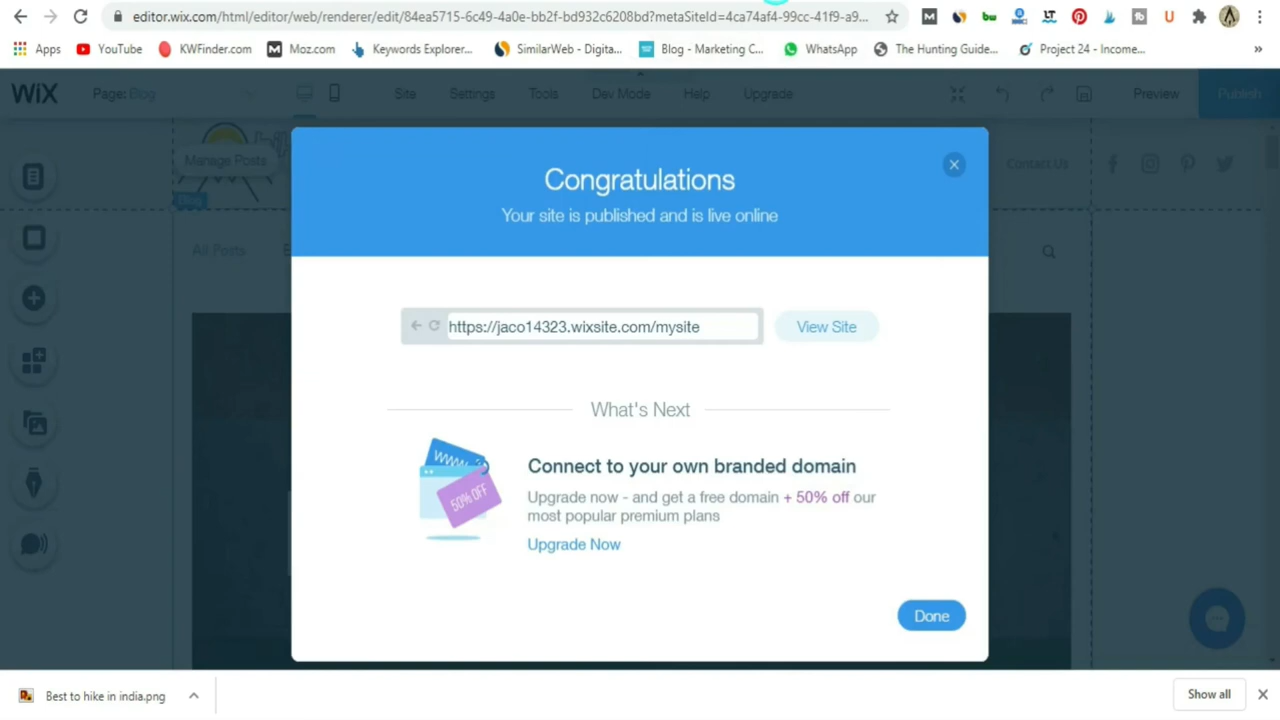 editor.wix.com/html/editor/web/renderer/edit/84ea5715-6c49-4a0e-bb2f-bd932c6208bd?metaSiteId=4ca74af4-99cc-41f9-a9...
Apps YouTube KWFinder.com Moz.com Keywords Explorer... SimilarWeb - Digita... Blog - Marketing C... WhatsApp The Hunting Guide... Project 24 - Income... »
WiX Page: Blog Site Settings Tools Dev Mode Help Upgrade Preview Publish
Manage Posts
Contact Us
Blog
All Posts
Congratulations
Your site is published and is live online
https://jaco14323.wixsite.com/mysite
View Site
What's Next
WWW.
50% OFF
Connect to your own branded domain
Upgrade now - and get a free domain + 50% off our
most popular premium plans
Upgrade Now
Done
Best to hike in india.png
Show all